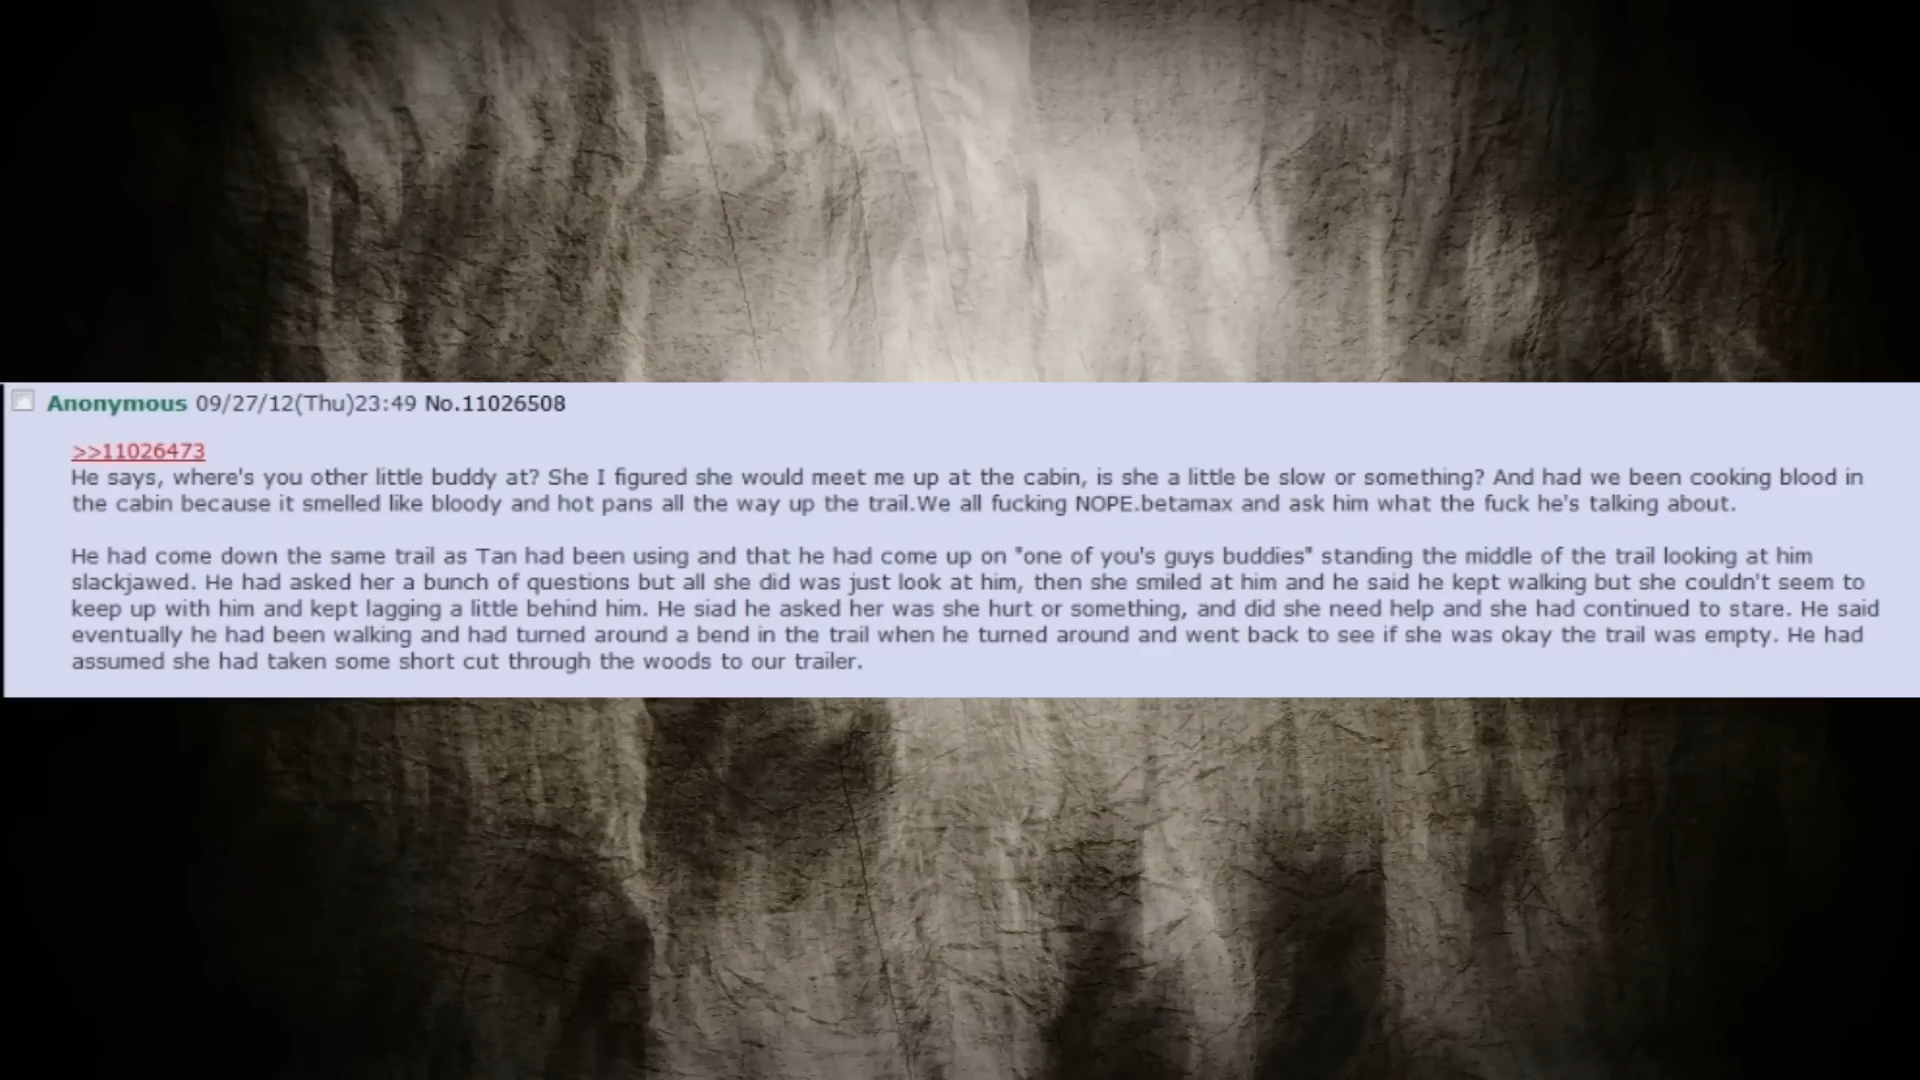 Anonymous 09/27/12(Thu)23:49 No.11026508
>>11026473
He says, where's you other little buddy at? She I figured she would meet me up at the cabin, is she a little be slow or something? And had we been cooking blood in
the cabin because it smelled like bloody and hot pans all the way up the trail.We all fucking NOPE.betamax and ask him what the fuck he's talking about.
He had come down the same trail as Tan had been using and that he had come up on "one of you's guys buddies" standing the middle of the trail looking at him
slackjawed. He had asked her a bunch of questions but all she did was just look at him, then she smiled at him and he said he kept walking but she couldn't seem to
keep up with him and kept lagging a little behind him. He siad he asked her was she hurt or something, and did she need help and she had continued to stare. He said
eventually he had been walking and had turned around a bend in the trail when he turned around and went back to see if she was okay the trail was empty. He had
assumed she had taken some short cut through the woods to our trailer.